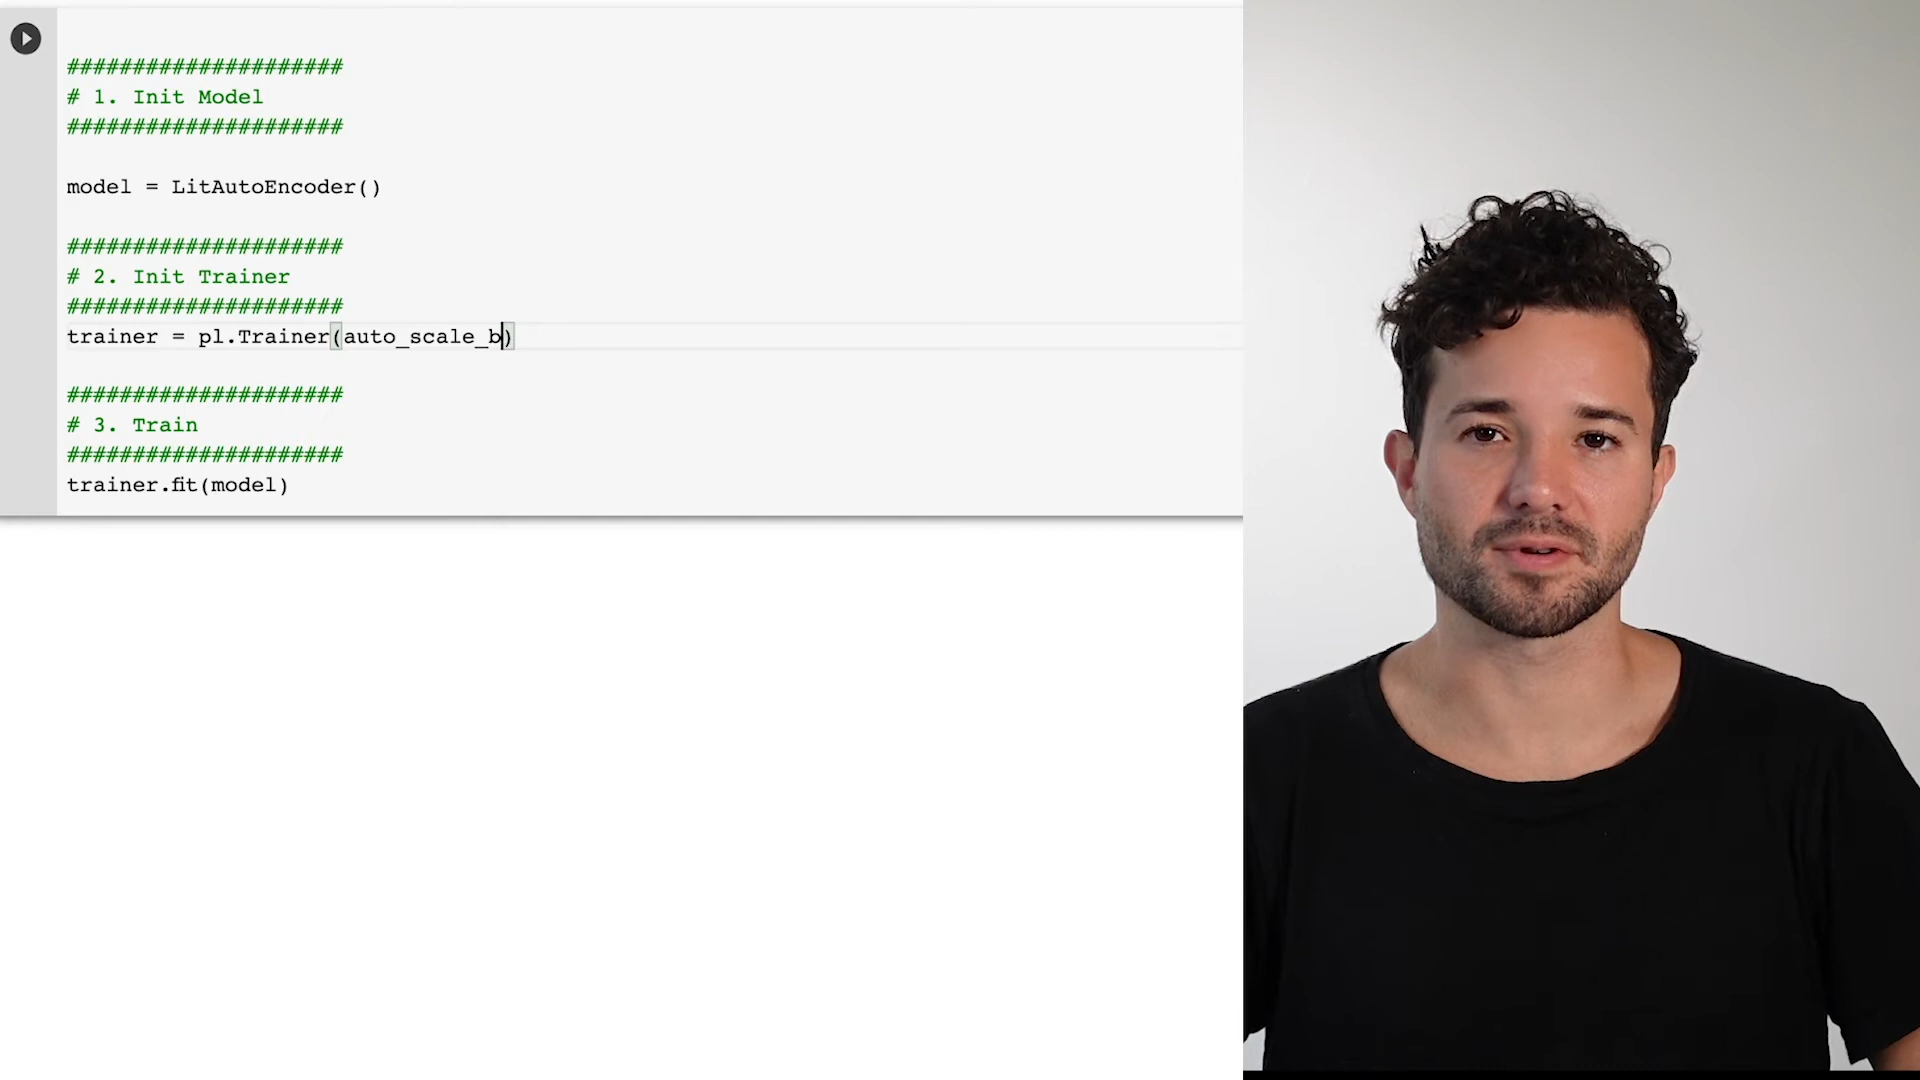 #####################
# 1. Init Model
#####################
model = LitAutoEncoder()
#####################
# 2. Init Trainer
#####################
trainer = pl.Trainer(auto_scale_b)
#####################
# 3. Train
#####################
trainer.fit(model)